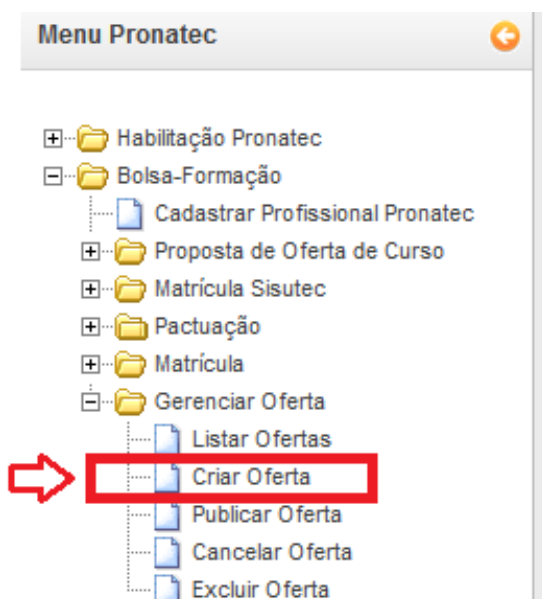 Menu Pronatec
Habilitação Pronatec
Bolsa-Formação
Cadastrar Profissional Pronatec
Proposta de Oferta de Curso
Matrícula Sisutec
Pactuação
Matrícula
Gerenciar Oferta
Listar Ofertas
Criar Oferta
Publicar Oferta
Cancelar Oferta
Excluir Oferta